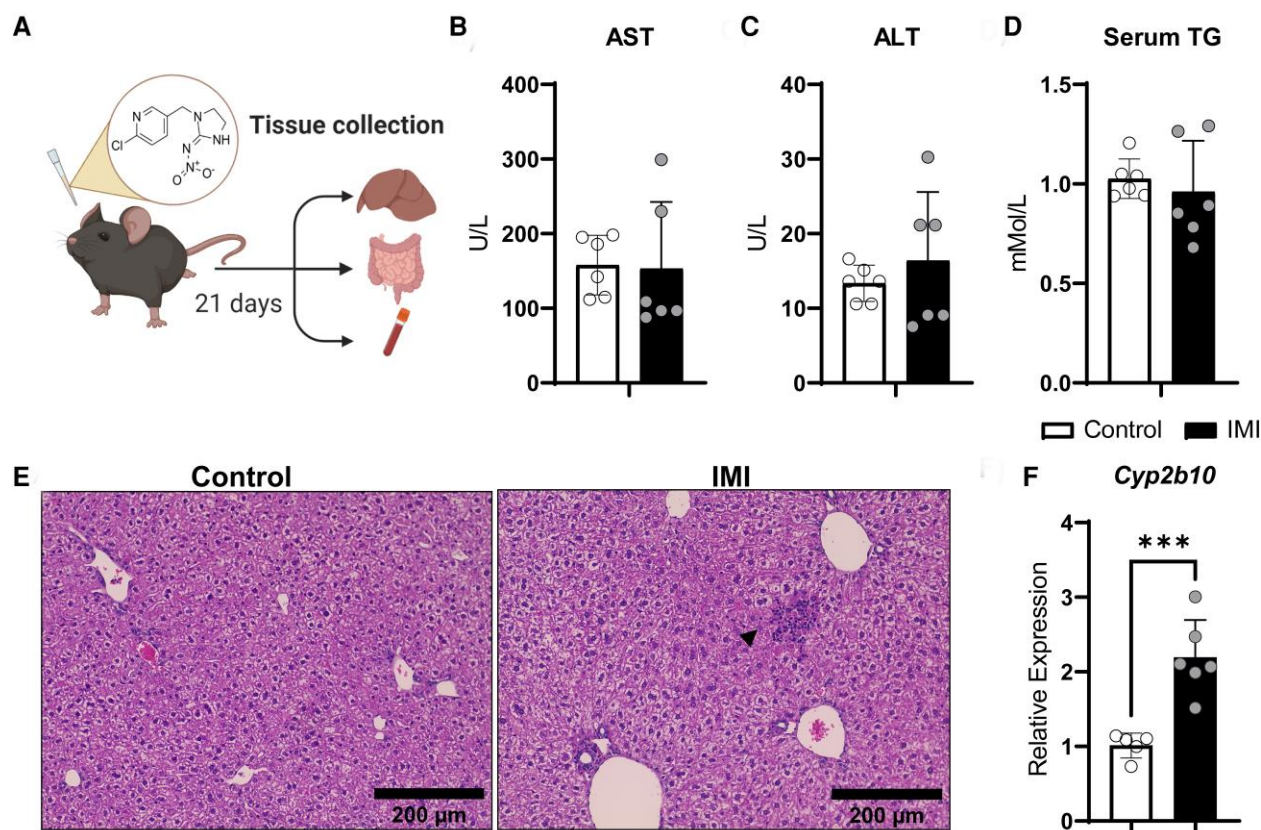 A
Cl
N
N
NH
N
N+
O
O-
Tissue collection
21 days
B
AST
U/L
400
300
200
100
0
C
ALT
U/L
40
30
20
10
0
D
Serum TG
mMol/L
1.5
1.0
0.5
0.0
Control IMI
E
Control
200 µm
IMI
200 µm
F
Cyp2b10
Relative Expression
4
3
2
1
0
***